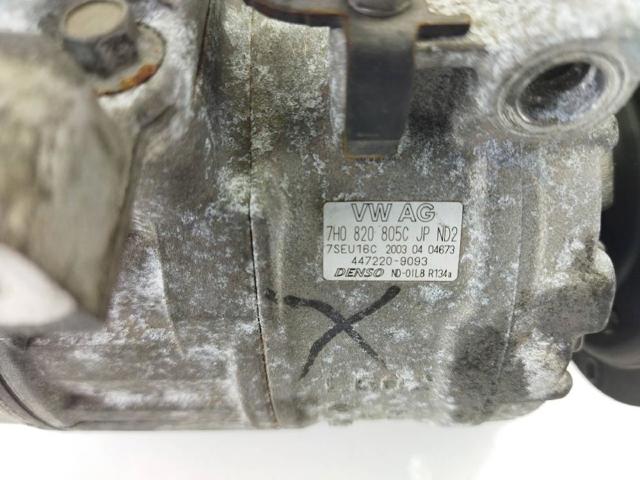 VW AG
7H0 820 805C JP ND2
7SEU16C 2003 04 04673
447220-9093
DENSO ND-OIL8 R134a
X